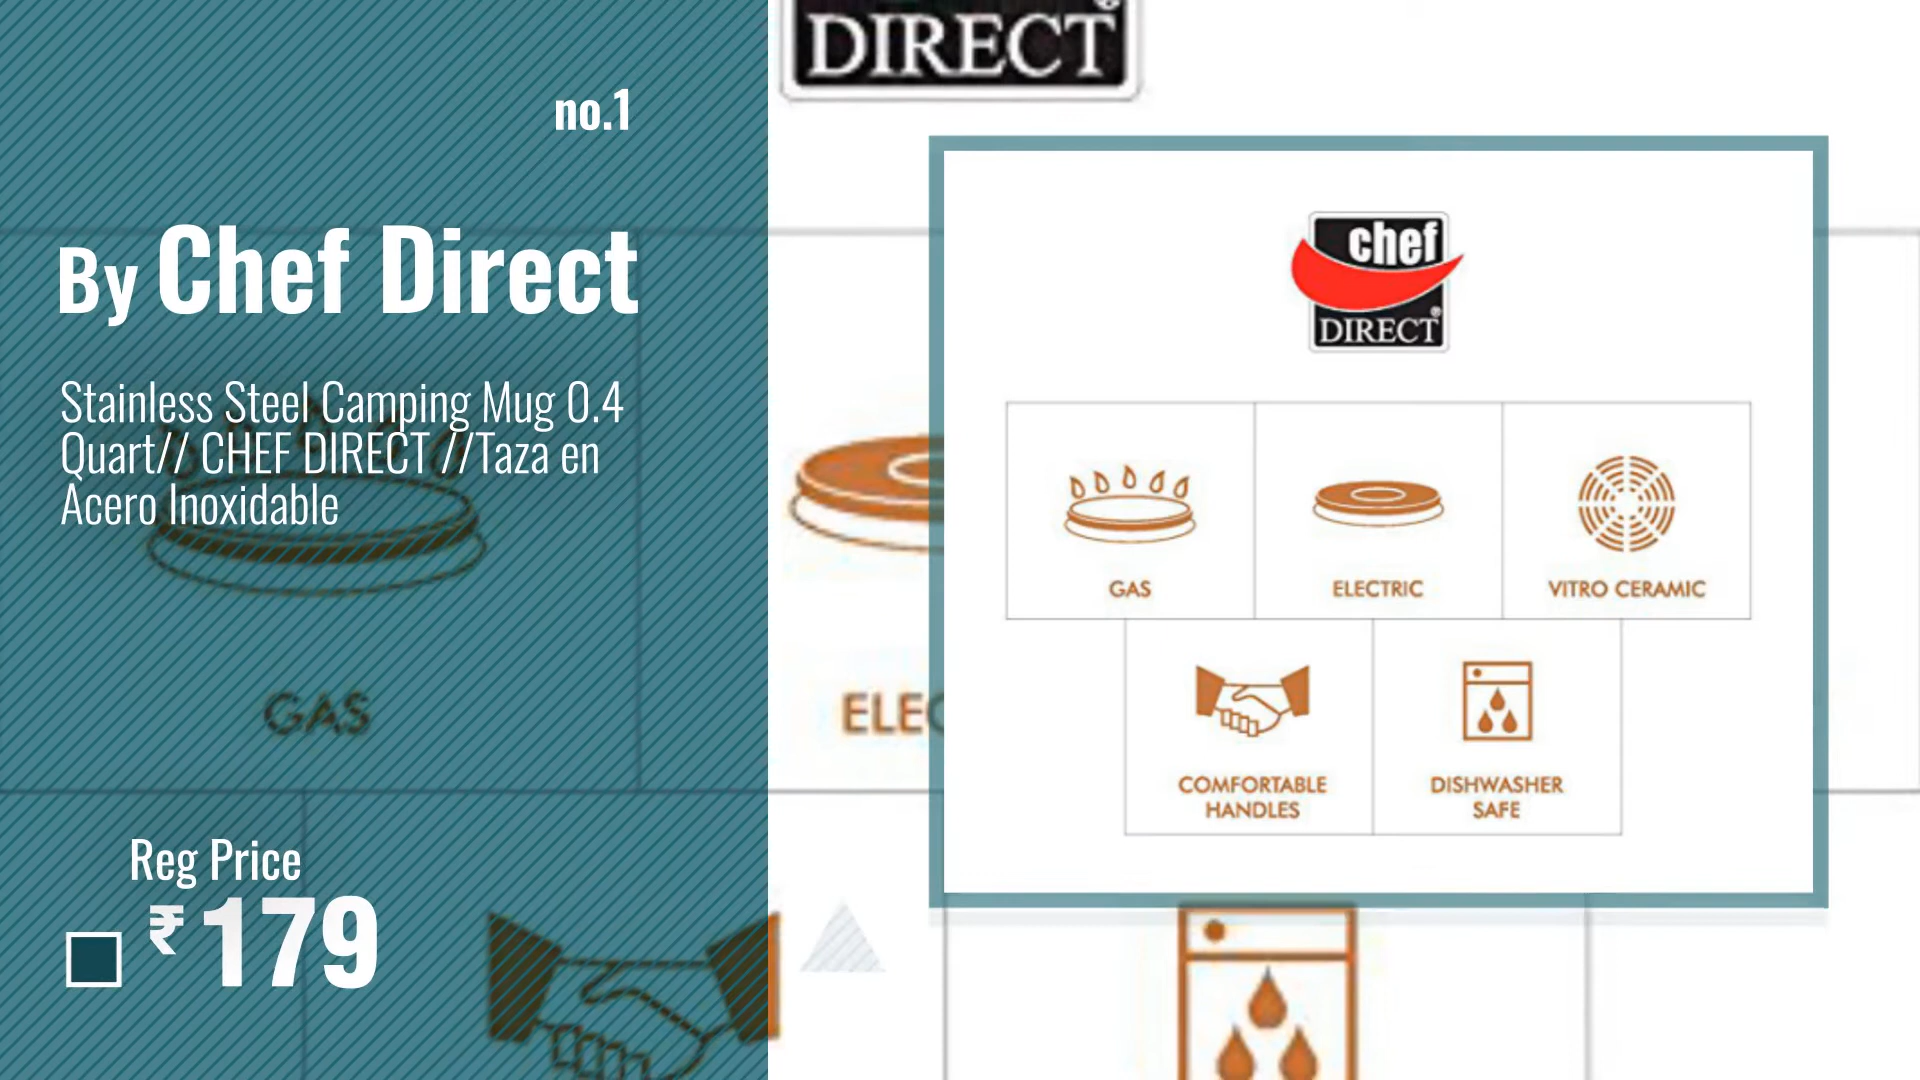 no.1
By Chef Direct
Stainless Steel Camping Mug 0.4
Quart// CHEF DIRECT //Taza en
Acero Inoxidable
GAS
Reg Price
₹179
DIRECT®
ELEC
chef
DIRECT®
GAS
ELECTRIC
VITRO CERAMIC
COMFORTABLE
HANDLES
DISHWASHER
SAFE